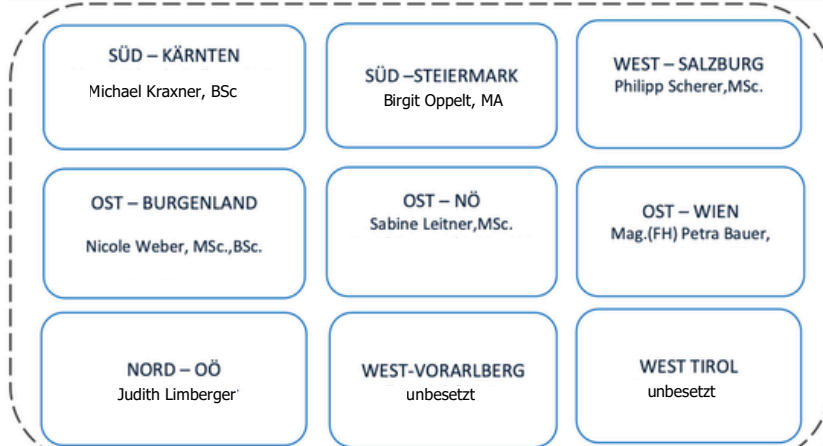 SÜD – KÄRNTEN
Michael Kraxner, BSc
SÜD –STEIERMARK
Birgit Oppelt, MA
WEST – SALZBURG
Philipp Scherer,MSc.
OST – BURGENLAND
Nicole Weber, MSc.,BSc.
OST – NÖ
Sabine Leitner,MSc.
OST – WIEN
Mag.(FH) Petra Bauer,
NORD – OÖ
Judith Limberger
WEST-VORARLBERG
unbesetzt
WEST TIROL
unbesetzt